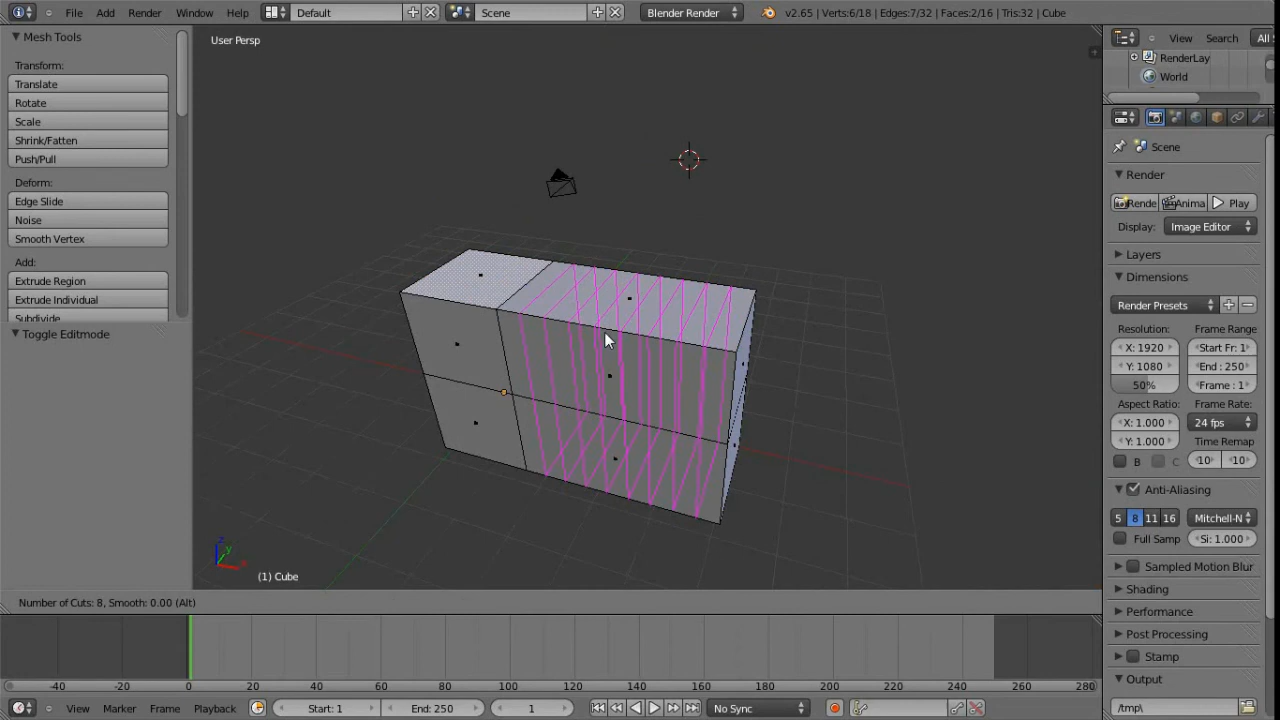 File Add Render Window Help Default Scene Blender Render v2.65 | Verts:6/18 | Edges:7/32 | Faces:2/16 | Tris:32 | Cube
Mesh Tools
Transform:
Translate
Rotate
Scale
Shrink/Fatten
Push/Pull
Deform:
Edge Slide
Noise
Smooth Vertex
Add:
Extrude Region
Extrude Individual
Subdivide
Toggle Editmode
User Persp
z
y
x
(1) Cube
Number of Cuts: 8, Smooth: 0.00 (Alt)
View Search All
RenderLay
World
Scene
Render
Rende Anima Play
Display: Image Editor
Layers
Dimensions
Render Presets
Resolution: Frame Range
X: 1920 Start Fr: 1
Y: 1080 End : 250
50% Frame : 1
Aspect Ratio: Frame Rate:
X: 1.000 24 fps
Y: 1.000 Time Remap
B C 10 10
Anti-Aliasing
5 8 11 16 Mitchell-N
Full Samp Si: 1.000
Sampled Motion Blur
Shading
Performance
Post Processing
Stamp
Output
/tmp\
-40 -20 0 20 40 60 80 100 120 140 160 180 200 220 240 260 280
View Marker Frame Playback Start: 1 End: 250 1 No Sync